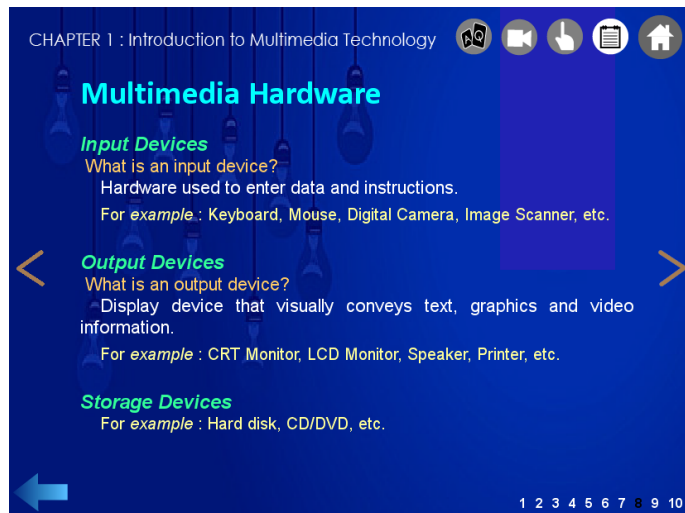 CHAPTER 1 : Introduction to Multimedia Technology
A Q
Multimedia Hardware
Input Devices
What is an input device?
Hardware used to enter data and instructions.
For example : Keyboard, Mouse, Digital Camera, Image Scanner, etc.
Output Devices
What is an output device?
Display device that visually conveys text, graphics and video
information.
For example : CRT Monitor, LCD Monitor, Speaker, Printer, etc.
Storage Devices
For example : Hard disk, CD/DVD, etc.
1 2 3 4 5 6 7 8 9 10